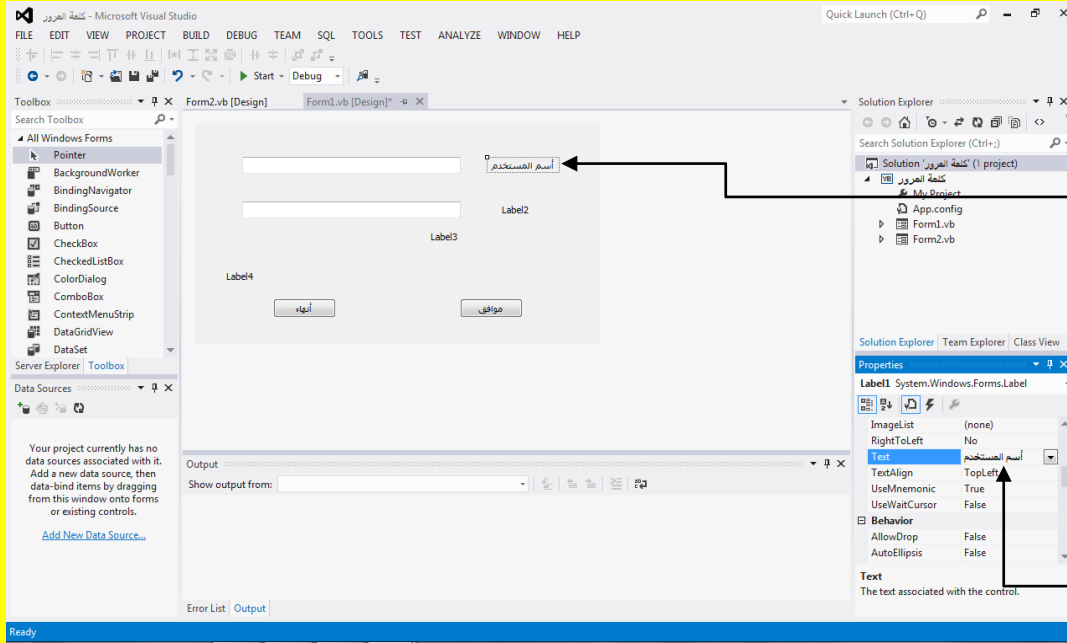 كلمة المرور - Microsoft Visual Studio
Quick Launch (Ctrl+Q)
FILE EDIT VIEW PROJECT BUILD DEBUG TEAM SQL TOOLS TEST ANALYZE WINDOW HELP
Start Debug
Toolbox
Search Toolbox
All Windows Forms
Pointer
BackgroundWorker
BindingNavigator
BindingSource
Button
CheckBox
CheckedListBox
ColorDialog
ComboBox
ContextMenuStrip
DataGridView
DataSet
Server Explorer Toolbox
Data Sources
Your project currently has no
data sources associated with it.
Add a new data source, then
data-bind items by dragging
from this window onto forms
or existing controls.
Add New Data Source...
Form2.vb [Design] Form1.vb [Design]*
أسم المستخدم
Label2
Label3
Label4
أنهاء موافق
Output
Show output from:
Error List Output
Solution Explorer
Search Solution Explorer (Ctrl+;)
Solution 'كلمة المرور' (١ project)
كلمة المرور
My Project
App.config
Form1.vb
Form2.vb
Solution Explorer Team Explorer Class View
Properties
Label1 System.Windows.Forms.Label
ImageList (none)
RightToLeft No
Text أسم المستخدم
TextAlign TopLeft
UseMnemonic True
UseWaitCursor False
Behavior
AllowDrop False
AutoEllipsis False
Text
The text associated with the control.
Ready